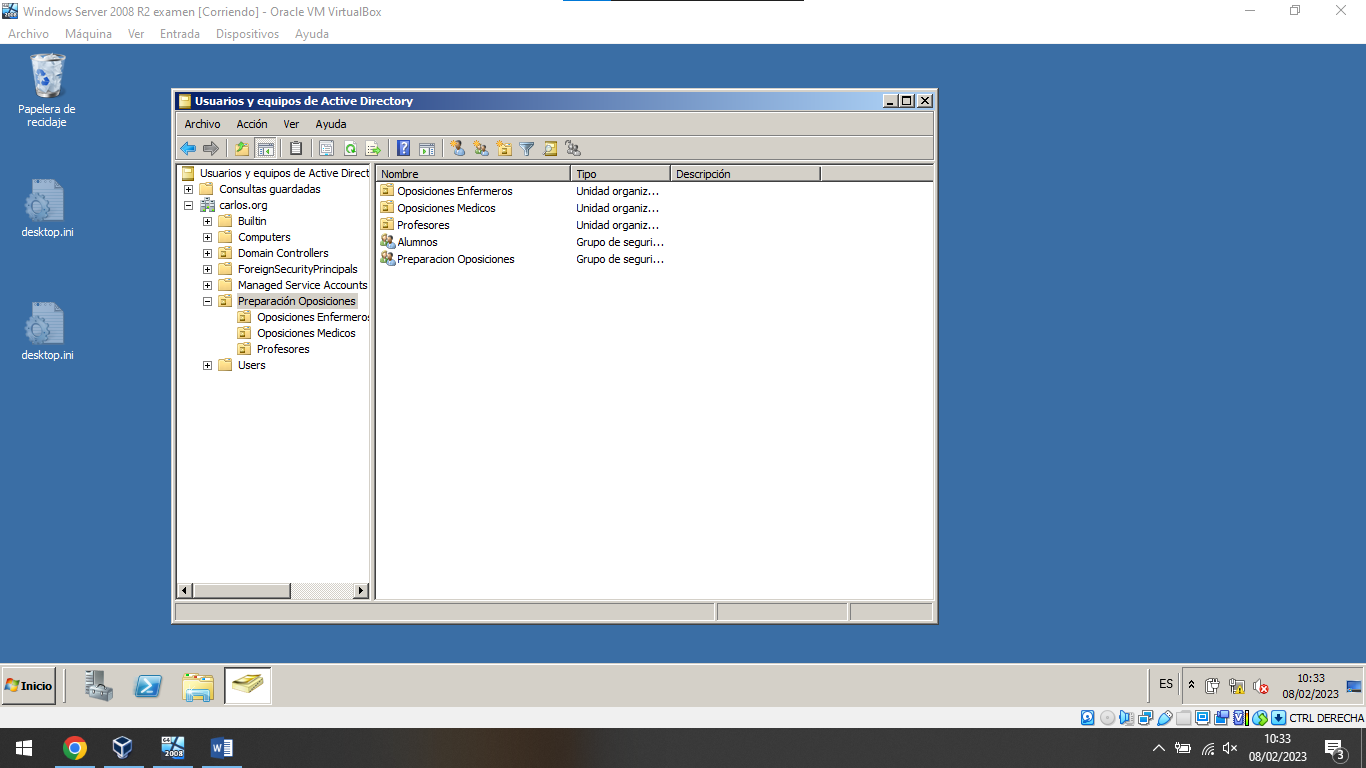 Windows Server 2008 R2 examen [Corriendo] - Oracle VM VirtualBox
Archivo Máquina Ver Entrada Dispositivos Ayuda
Papelera de
reciclaje
desktop.ini
desktop.ini
Usuarios y equipos de Active Directory
Archivo Acción Ver Ayuda
Usuarios y equipos de Active Direct
Consultas guardadas
carlos.org
Builtin
Computers
Domain Controllers
ForeignSecurityPrincipals
Managed Service Accounts
Preparación Oposiciones
Oposiciones Enfermeros
Oposiciones Medicos
Profesores
Users
Nombre Tipo Descripción
Oposiciones Enfermeros Unidad organiz...
Oposiciones Medicos Unidad organiz...
Profesores Unidad organiz...
Alumnos Grupo de seguri...
Preparacion Oposiciones Grupo de seguri...
Inicio
ES
10:33
08/02/2023
CTRL DERECHA
2008
10:33
08/02/2023
3